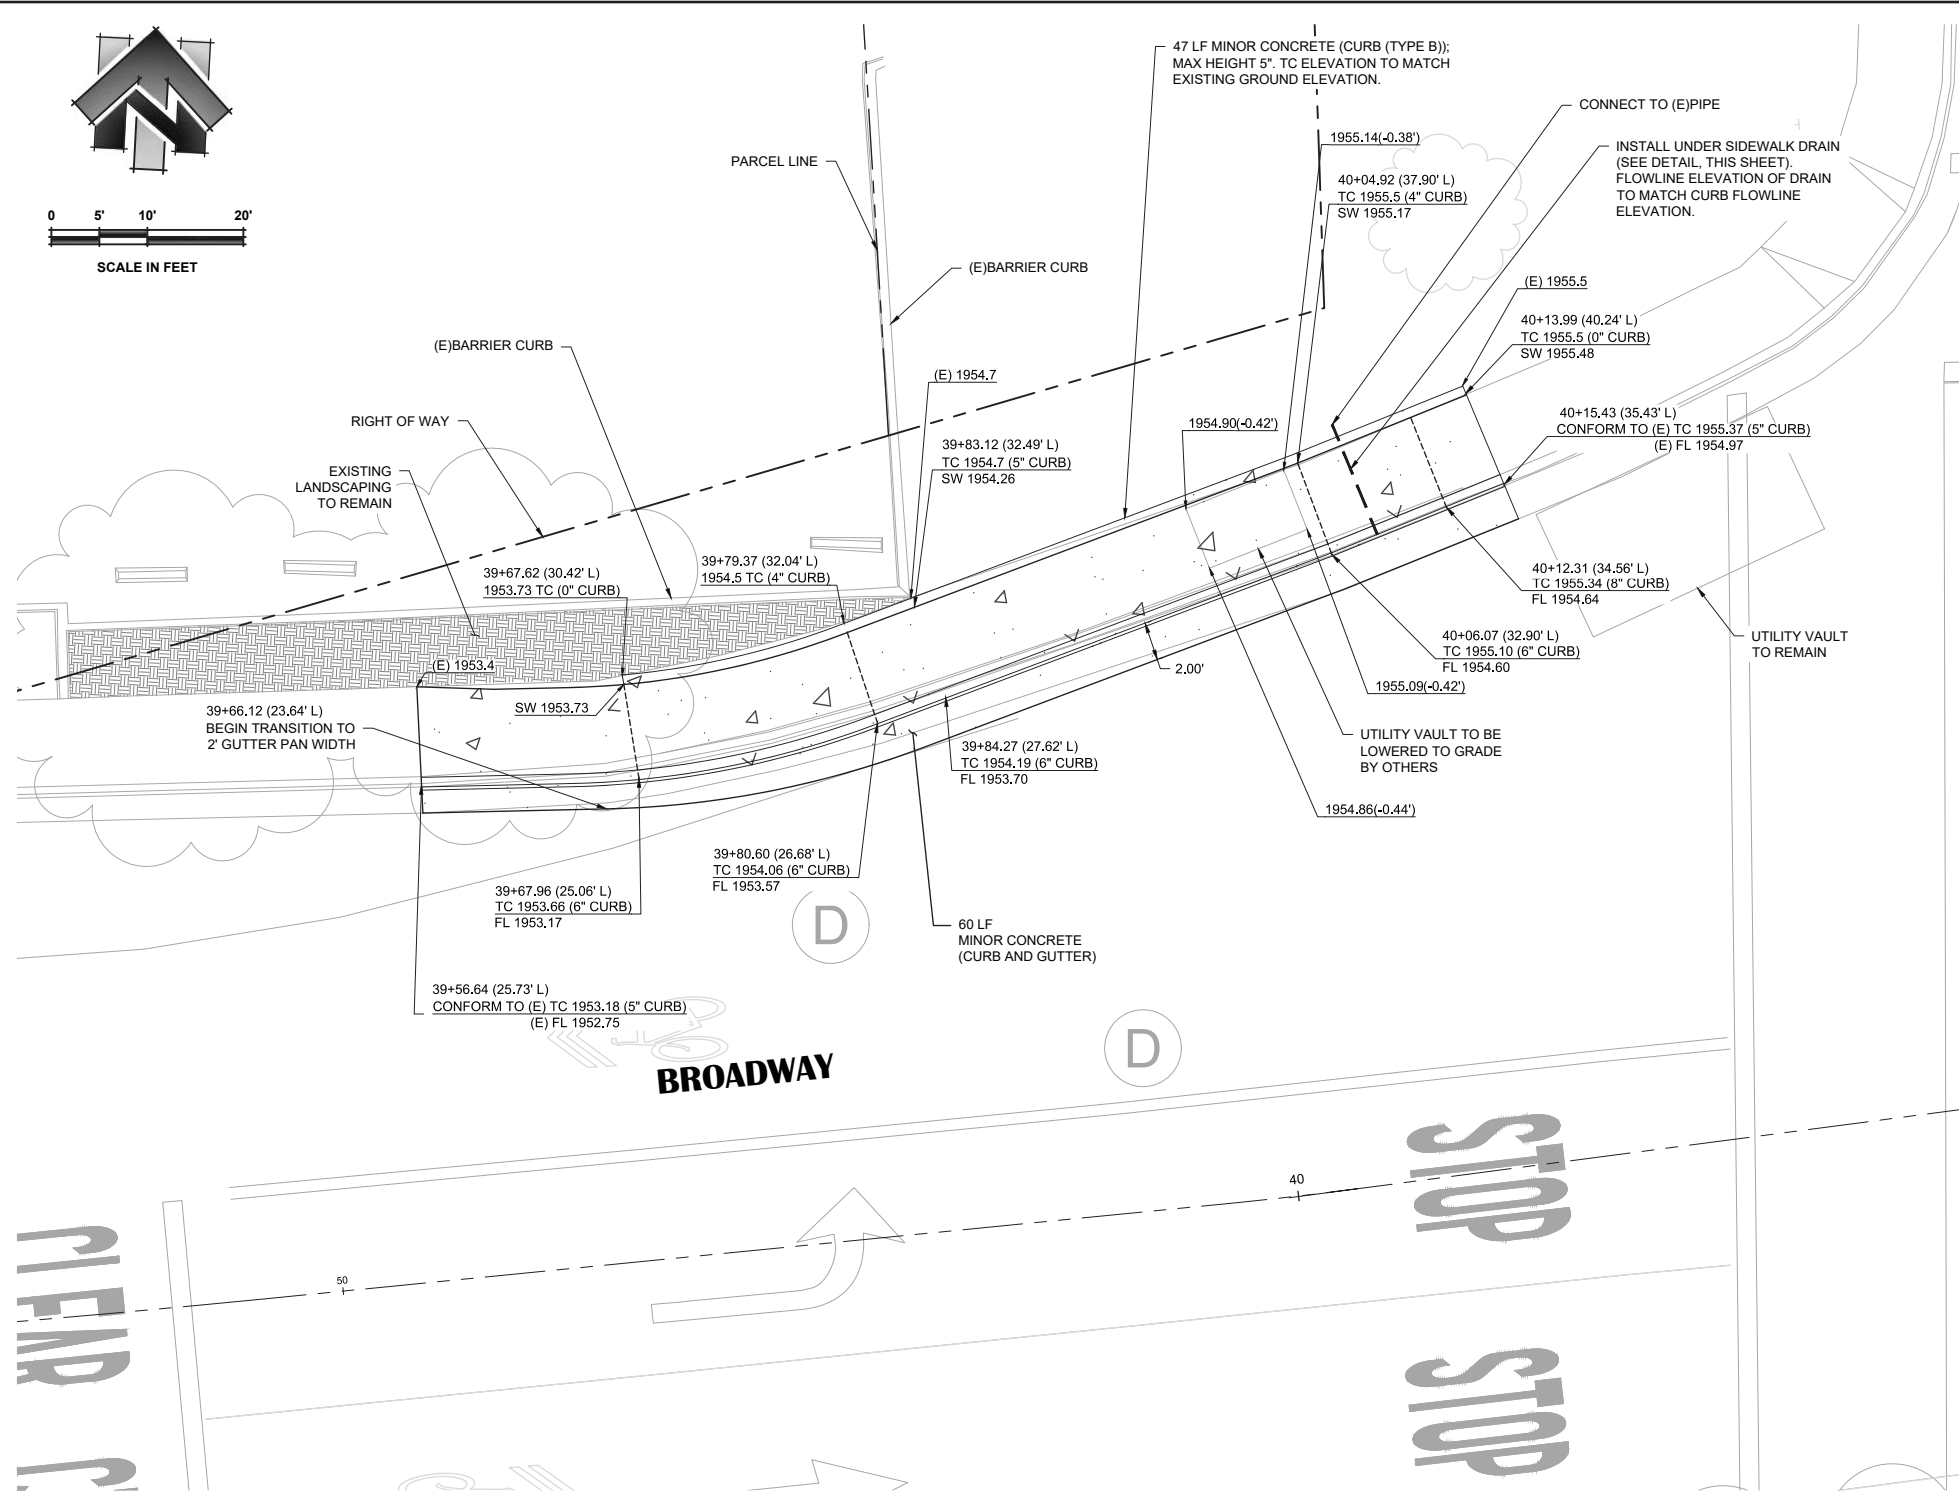 47 LF MINOR CONCRETE (CURB (TYPE B));
MAX HEIGHT 5". TC ELEVATION TO MATCH
EXISTING GROUND ELEVATION.
CONNECT TO (E)PIPE
INSTALL UNDER SIDEWALK DRAIN
(SEE DETAIL, THIS SHEET).
FLOWLINE ELEVATION OF DRAIN
TO MATCH CURB FLOWLINE
ELEVATION.
1955.14(-0.38')
PARCEL LINE
40+04.92 (37.90' L)
TC 1955.5 (4" CURB)
SW 1955.17
0 5' 10' 20'
SCALE IN FEET
(E)BARRIER CURB
(E) 1955.5
40+13.99 (40.24' L)
TC 1955.5 (0" CURB)
SW 1955.48
(E)BARRIER CURB
(E) 1954.7
RIGHT OF WAY
1954.90(-0.42')
40+15.43 (35.43' L)
CONFORM TO (E) TC 1955.37 (5" CURB)
(E) FL 1954.97
39+83.12 (32.49' L)
TC 1954.7 (5" CURB)
SW 1954.26
EXISTING
LANDSCAPING
TO REMAIN
39+79.37 (32.04' L)
1954.5 TC (4" CURB)
39+67.62 (30.42' L)
1953.73 TC (0" CURB)
40+12.31 (34.56' L)
TC 1955.34 (8" CURB)
FL 1954.64
40+06.07 (32.90' L)
TC 1955.10 (6" CURB)
FL 1954.60
UTILITY VAULT
TO REMAIN
(E) 1953.4
2.00'
1955.09(-0.42')
SW 1953.73
39+66.12 (23.64' L)
BEGIN TRANSITION TO
2' GUTTER PAN WIDTH
UTILITY VAULT TO BE
LOWERED TO GRADE
BY OTHERS
39+84.27 (27.62' L)
TC 1954.19 (6" CURB)
FL 1953.70
1954.86(-0.44')
39+80.60 (26.68' L)
TC 1954.06 (6" CURB)
FL 1953.57
39+67.96 (25.06' L)
TC 1953.66 (6" CURB)
FL 1953.17
D
60 LF
MINOR CONCRETE
(CURB AND GUTTER)
39+56.64 (25.73' L)
CONFORM TO (E) TC 1953.18 (5" CURB)
(E) FL 1952.75
D
BROADWAY
STOP
40
50
CLEAR
STOP